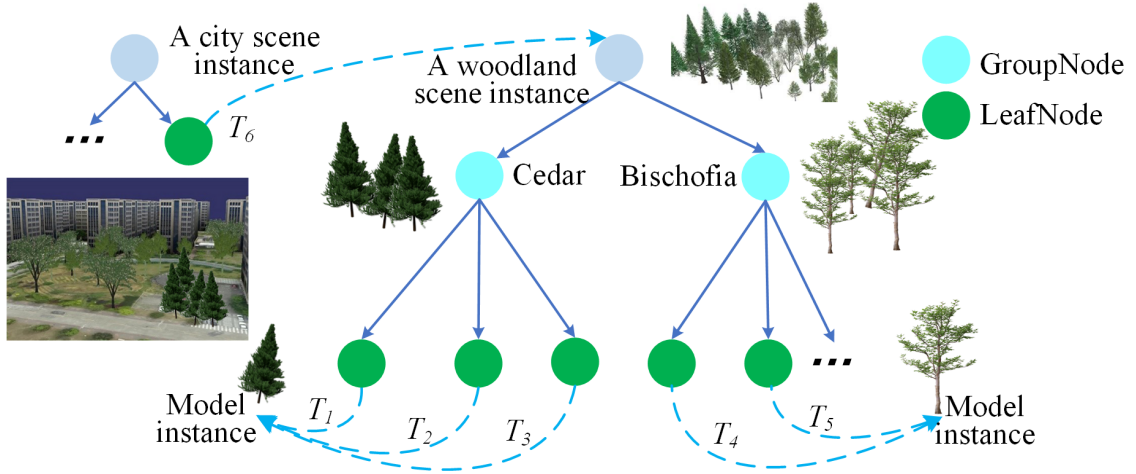 A city scene
instance
T6
...
A woodland
scene instance
GroupNode
LeafNode
Cedar
Bischofia
...
Model
instance
T1
T2
T3
T4
T5
Model
instance